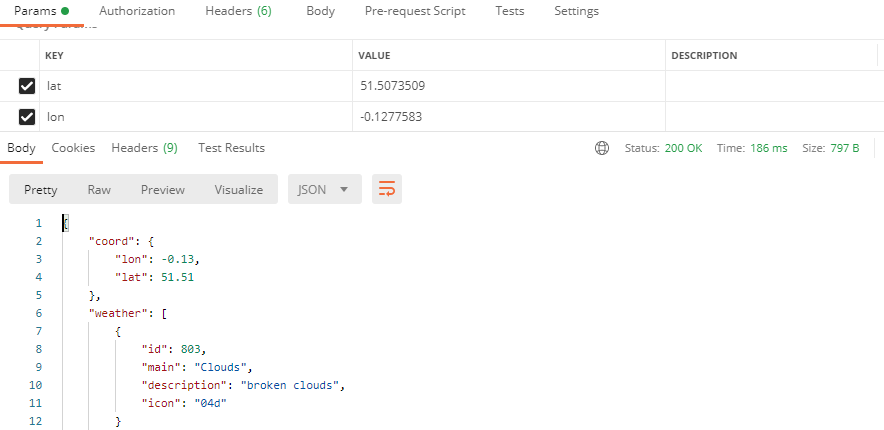 Params Authorization Headers (6) Body Pre-request Script Tests Settings
Query Params
KEY VALUE DESCRIPTION
lat 51.5073509
lon -0.1277583
Body Cookies Headers (9) Test Results Status: 200 OK Time: 186 ms Size: 797 B
Pretty Raw Preview Visualize JSON
1 {
2 "coord": {
3 "lon": -0.13,
4 "lat": 51.51
5 },
6 "weather": [
7 {
8 "id": 803,
9 "main": "Clouds",
10 "description": "broken clouds",
11 "icon": "04d"
12 }